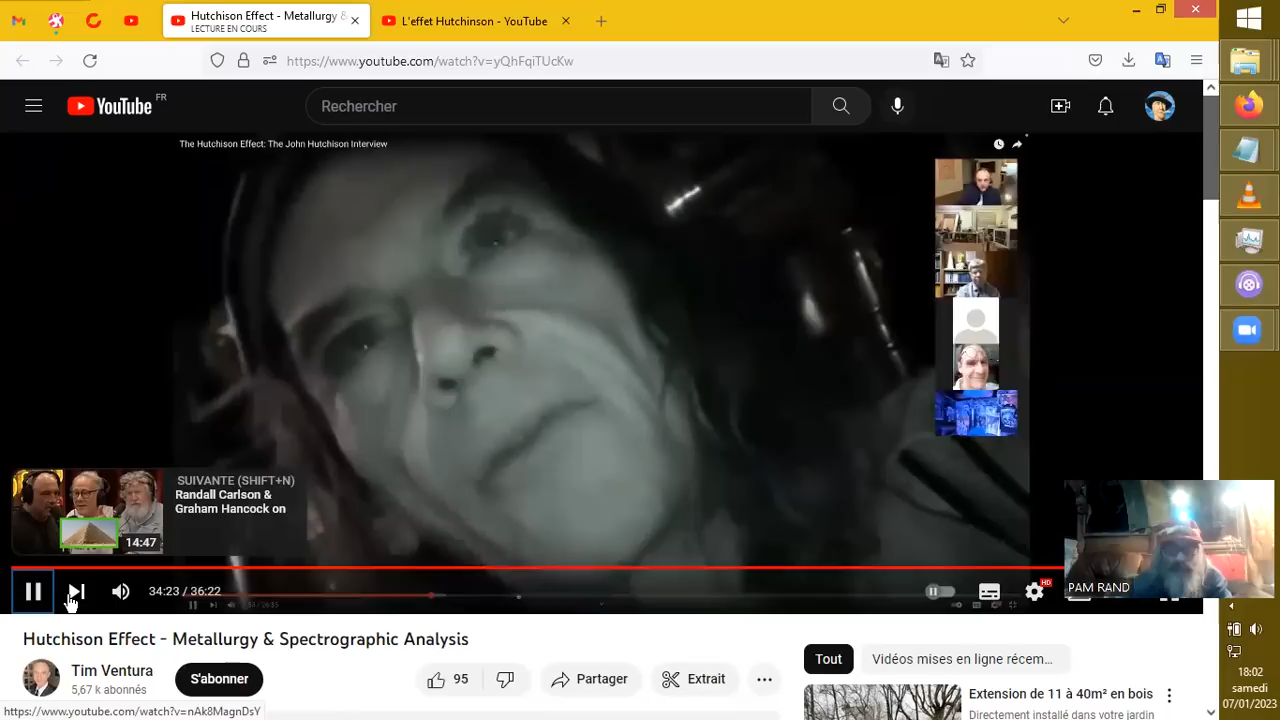 Hutchison Effect - Metallurgy &
LECTURE EN COURS
L'effet Hutchinson - YouTube
https://www.youtube.com/watch?v=yQhFqiTUcKw
YouTube FR
Rechercher
The Hutchison Effect: The John Hutchison Interview
SUIVANTE (SHIFT+N)
Randall Carlson &
Graham Hancock on
14:47
PAM RAND
34:23 / 36:22
HD
Hutchison Effect - Metallurgy & Spectrographic Analysis
Tim Ventura
5,67 k abonnés
S'abonner
95
Partager
Extrait
Tout
Vidéos mises en ligne récem...
Extension de 11 à 40m² en bois
Directement installé dans votre jardin
https://www.youtube.com/watch?v=nAk8MagnDsY
18:02
samedi
07/01/2023